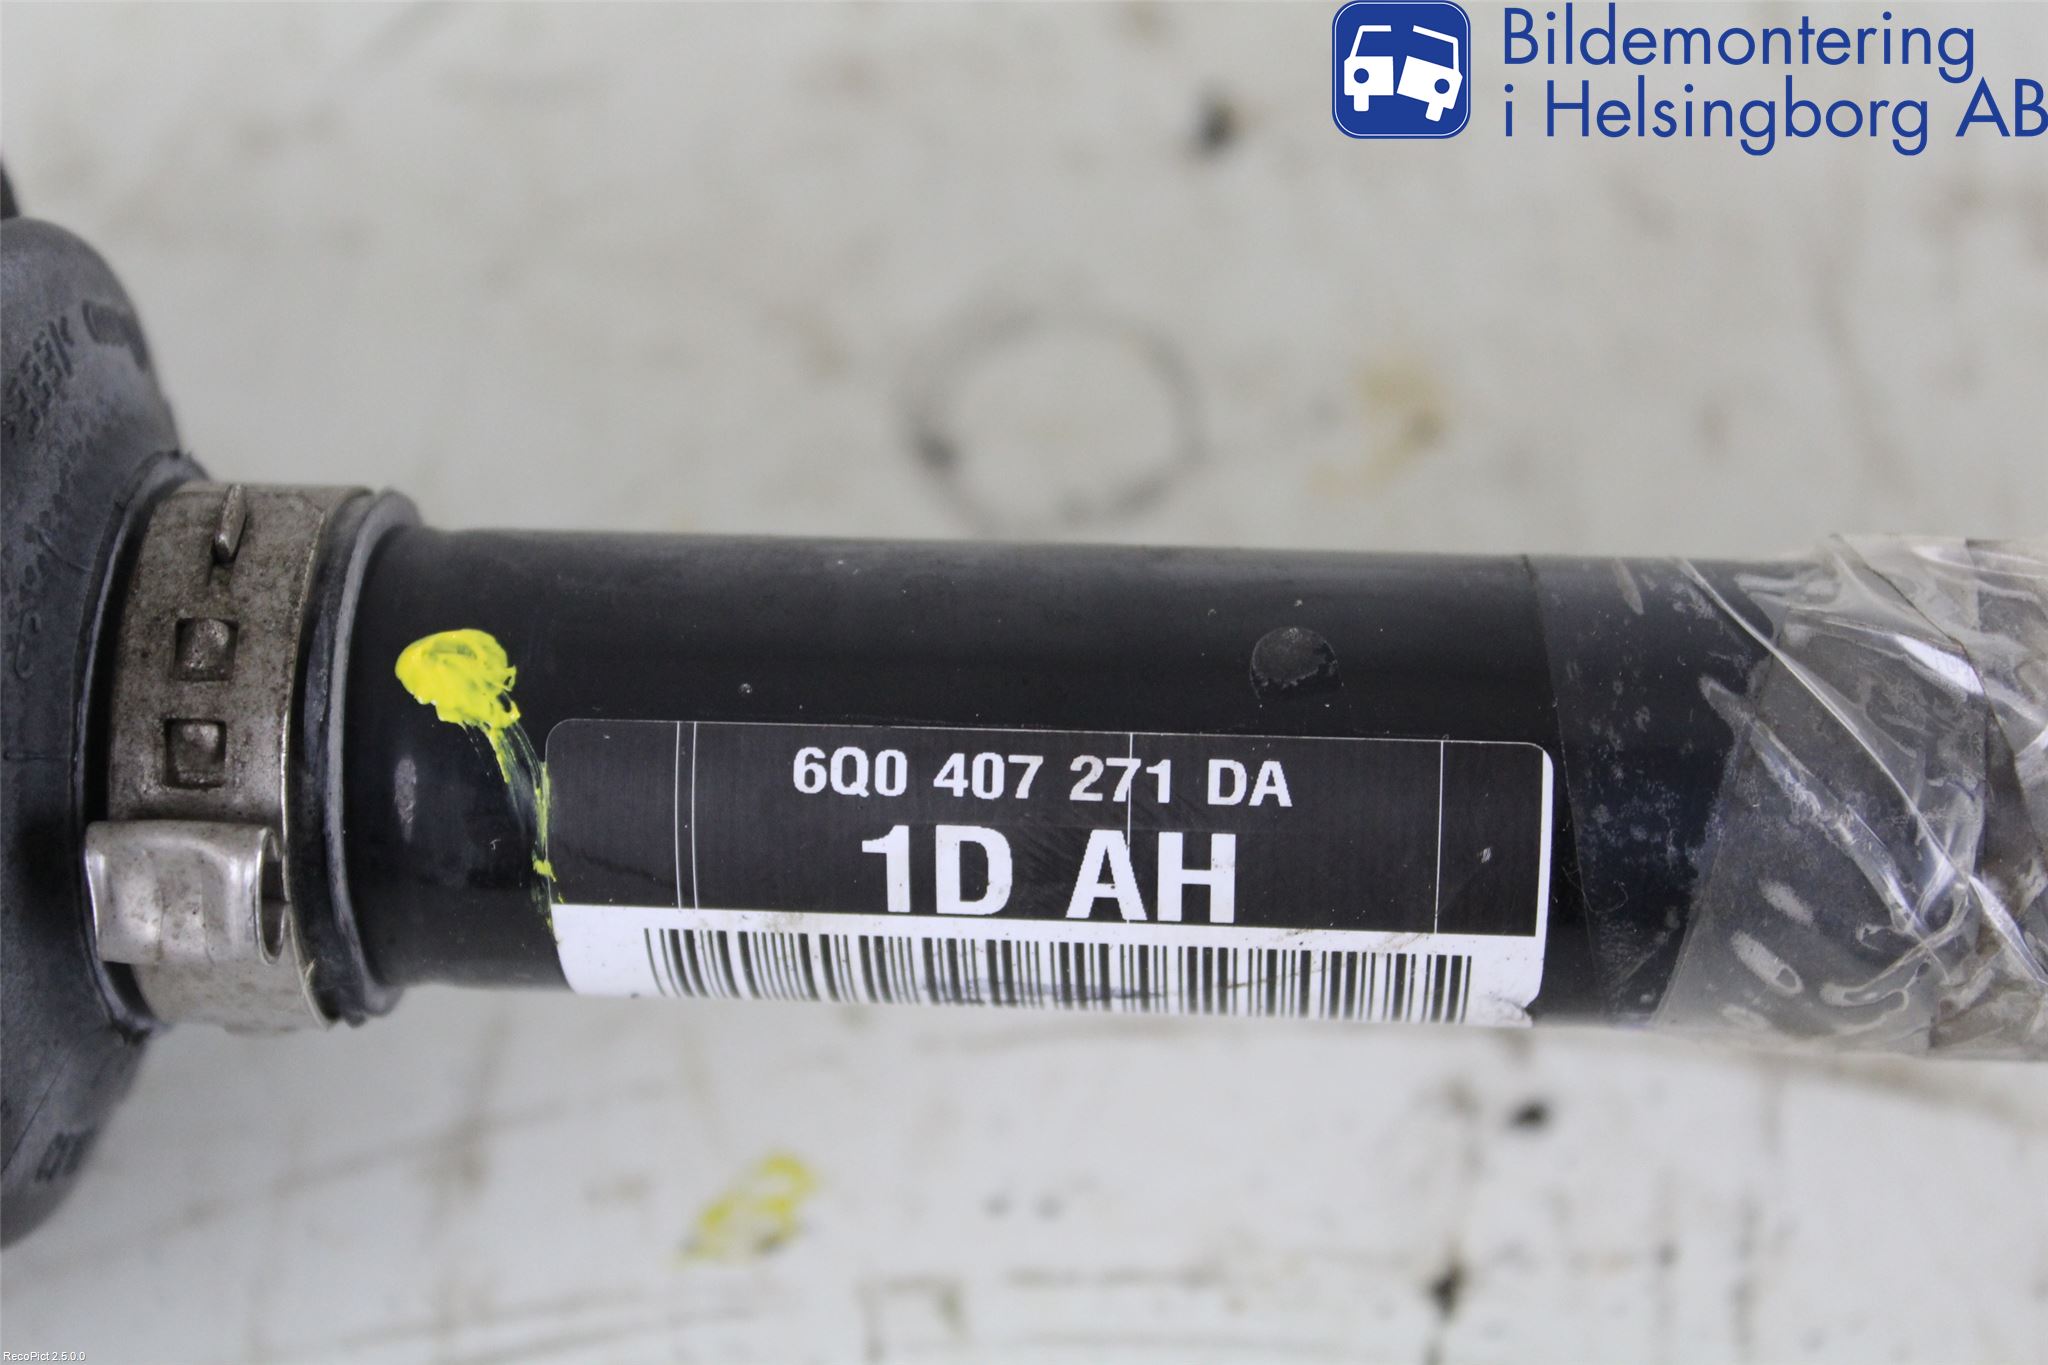 Bildemontering
i Helsingborg AB
6Q0 407 271 DA
1D AH
RecoPict 2.5.0.0